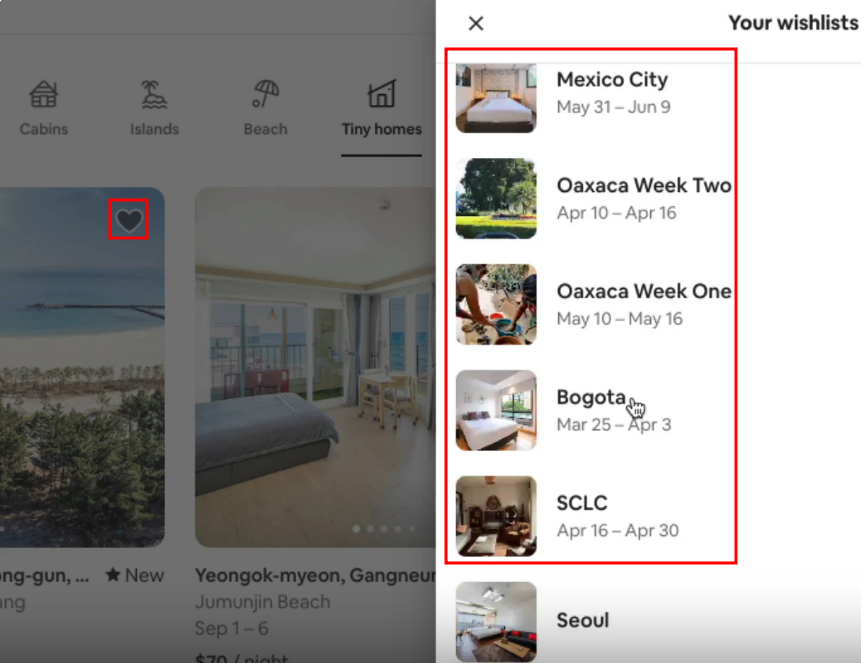 Your wishlists
Cabins
Islands
Beach
Tiny homes
Mexico City
May 31 – Jun 9
Oaxaca Week Two
Apr 10 – Apr 16
Oaxaca Week One
May 10 – May 16
Bogota
Mar 25 – Apr 3
SCLC
Apr 16 – Apr 30
Seoul
ng-gun, ... ★ New
ang
Yeongok-myeon, Gangneun
Jumunjin Beach
Sep 1 – 6
$70 / night